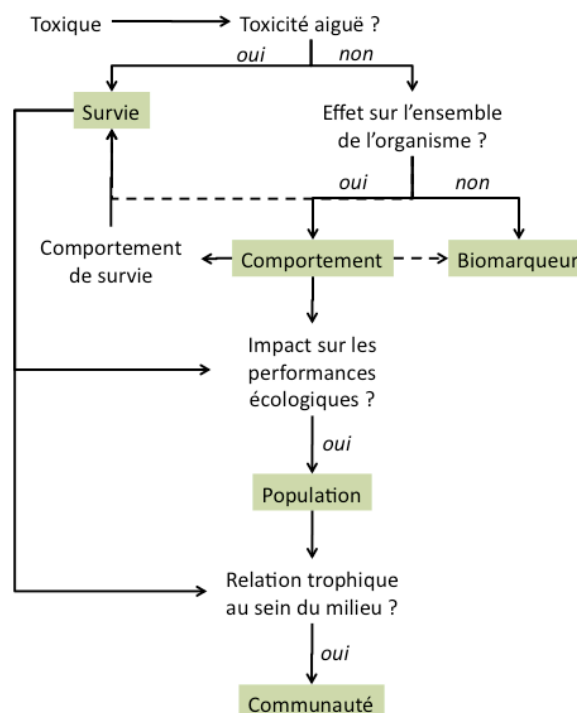 Toxique
Toxicité aiguë ?
oui
non
Survie
Effet sur l’ensemble
de l’organisme ?
oui
non
Comportement
de survie
Comportement
Biomarqueur
Impact sur les
performances
écologiques ?
oui
Population
Relation trophique
au sein du milieu ?
oui
Communauté